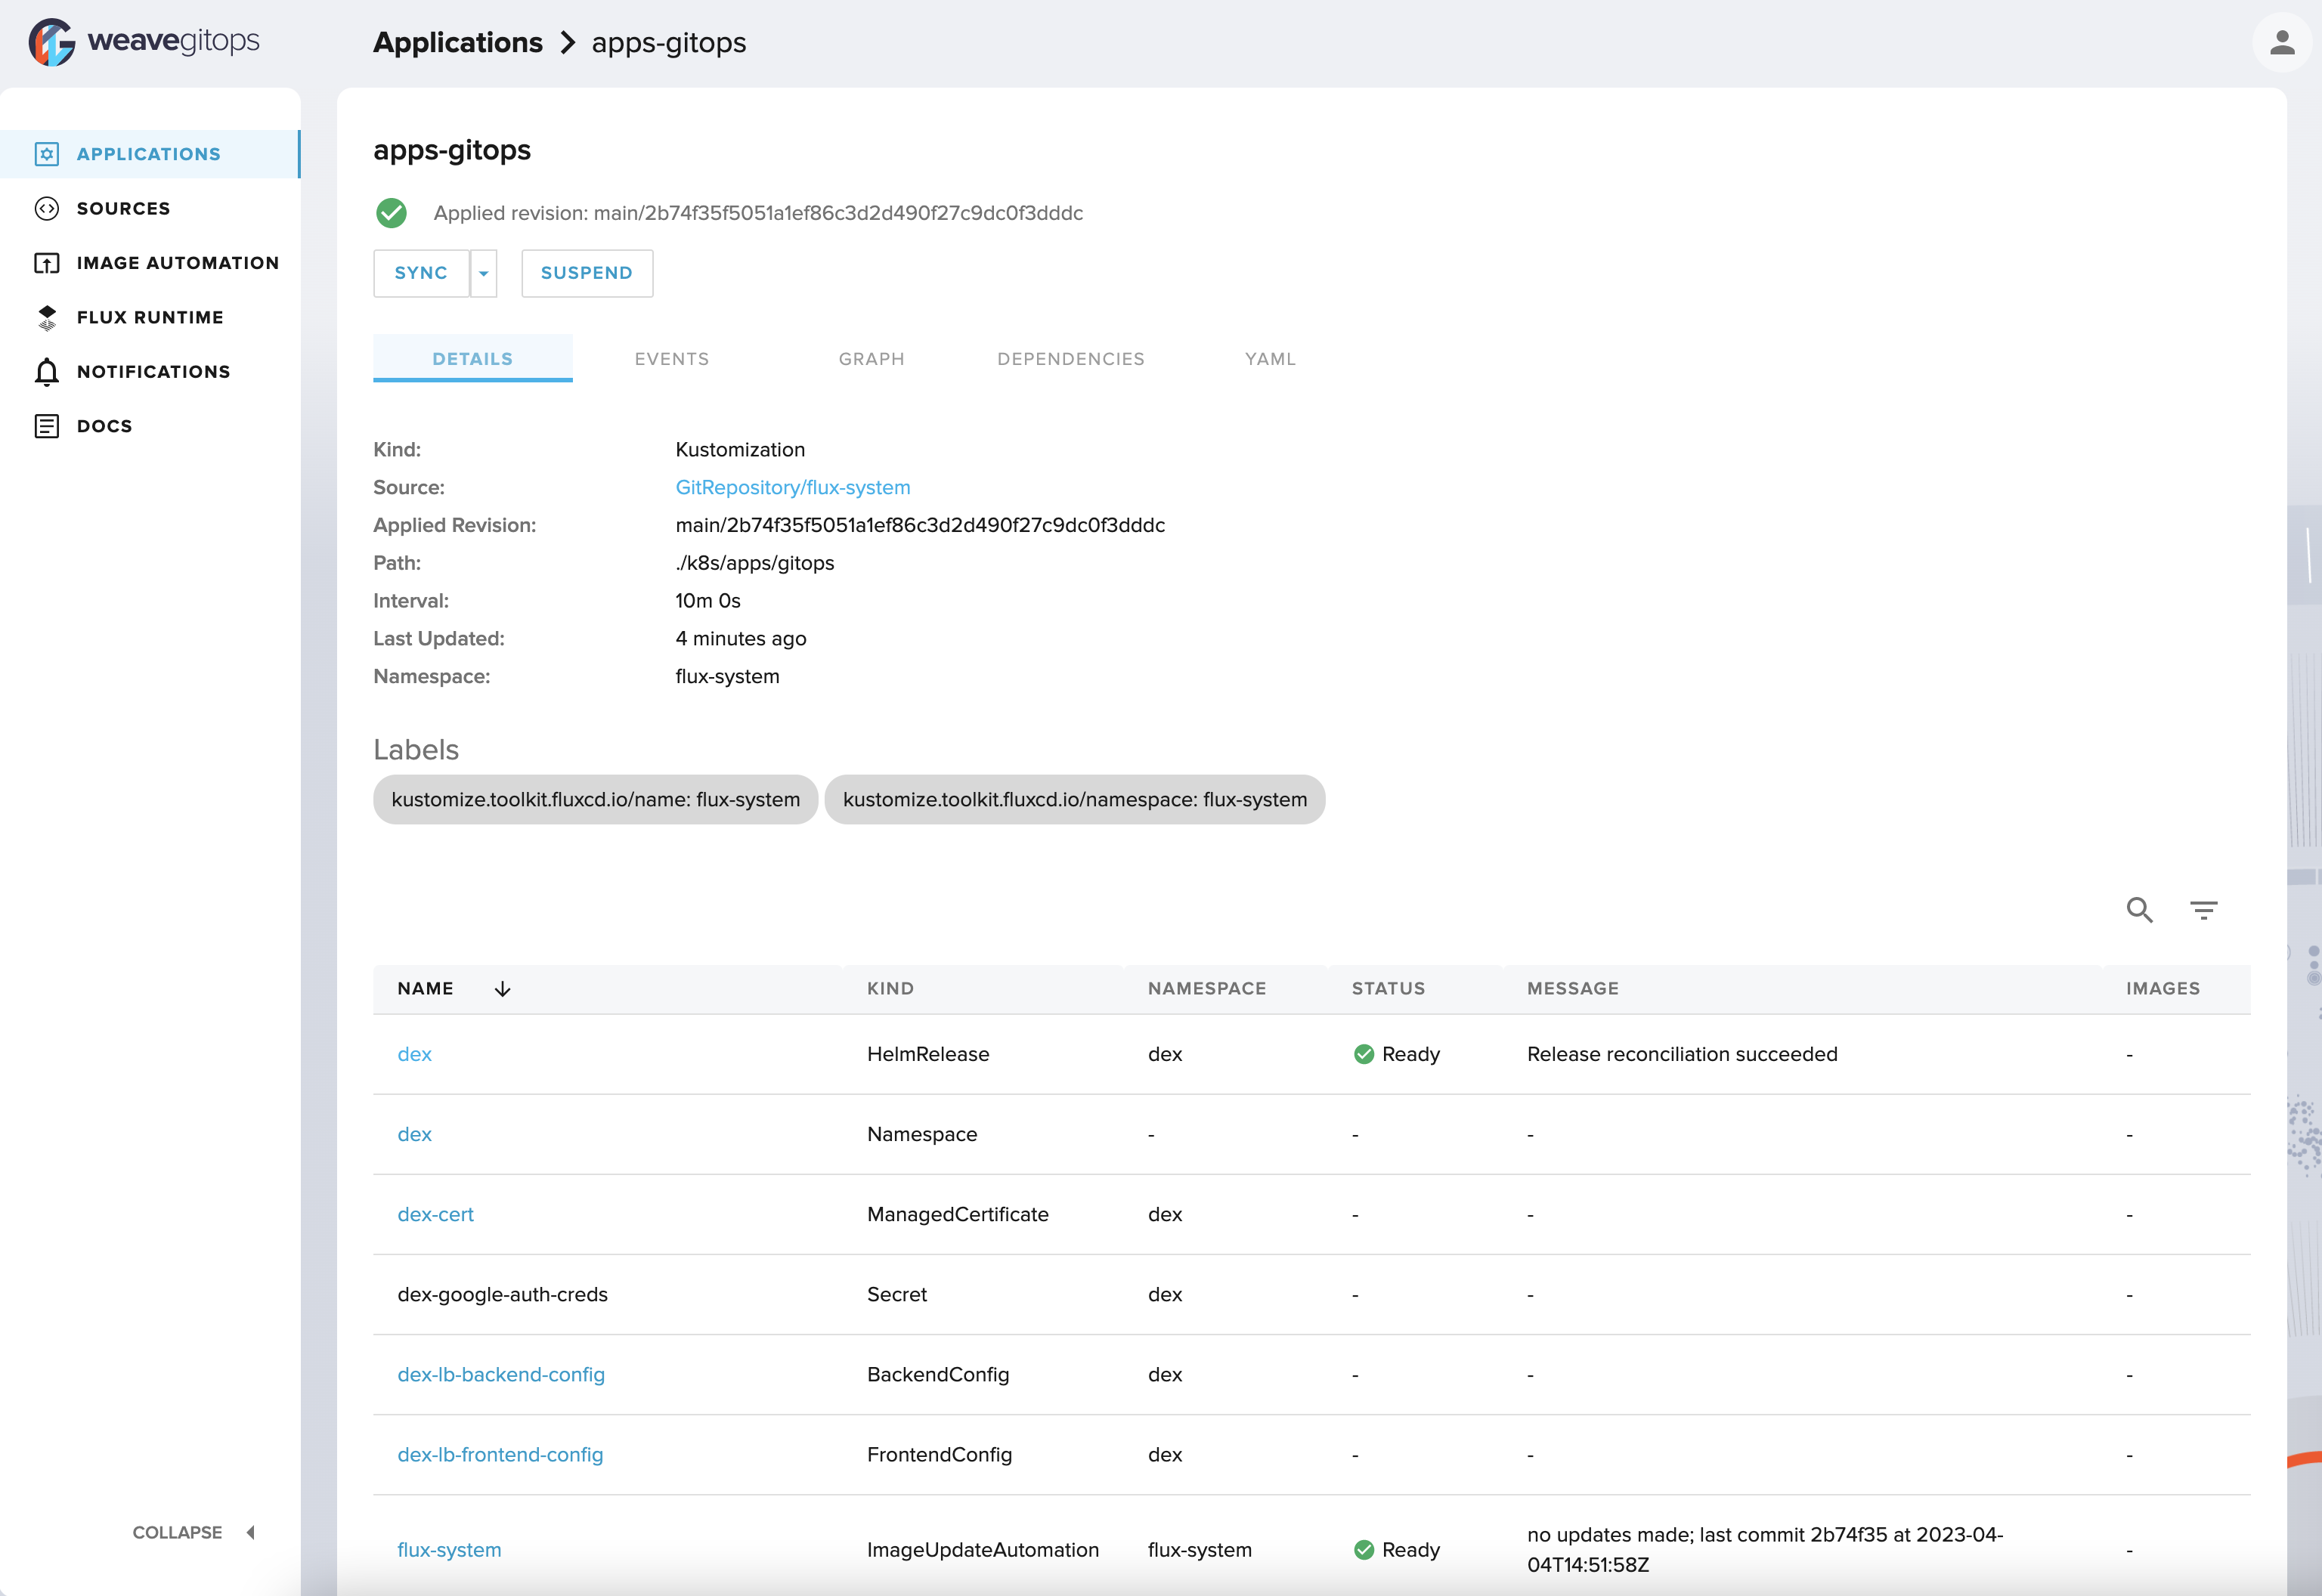 weavegitops
Applications > apps-gitops
APPLICATIONS
SOURCES
IMAGE AUTOMATION
FLUX RUNTIME
NOTIFICATIONS
DOCS
COLLAPSE
apps-gitops
Applied revision: main/2b74f35f5051a1ef86c3d2d490f27c9dc0f3dddc
SYNC SUSPEND
DETAILS EVENTS GRAPH DEPENDENCIES YAML
Kind: Kustomization
Source: GitRepository/flux-system
Applied Revision: main/2b74f35f5051a1ef86c3d2d490f27c9dc0f3dddc
Path: ./k8s/apps/gitops
Interval: 10m 0s
Last Updated: 4 minutes ago
Namespace: flux-system
Labels
kustomize.toolkit.fluxcd.io/name: flux-system kustomize.toolkit.fluxcd.io/namespace: flux-system
NAME KIND NAMESPACE STATUS MESSAGE IMAGES
dex HelmRelease dex Ready Release reconciliation succeeded -
dex Namespace - - - -
dex-cert ManagedCertificate dex - - -
dex-google-auth-creds Secret dex - - -
dex-lb-backend-config BackendConfig dex - - -
dex-lb-frontend-config FrontendConfig dex - - -
flux-system ImageUpdateAutomation flux-system Ready no updates made; last commit 2b74f35 at 2023-04- -
04T14:51:58Z